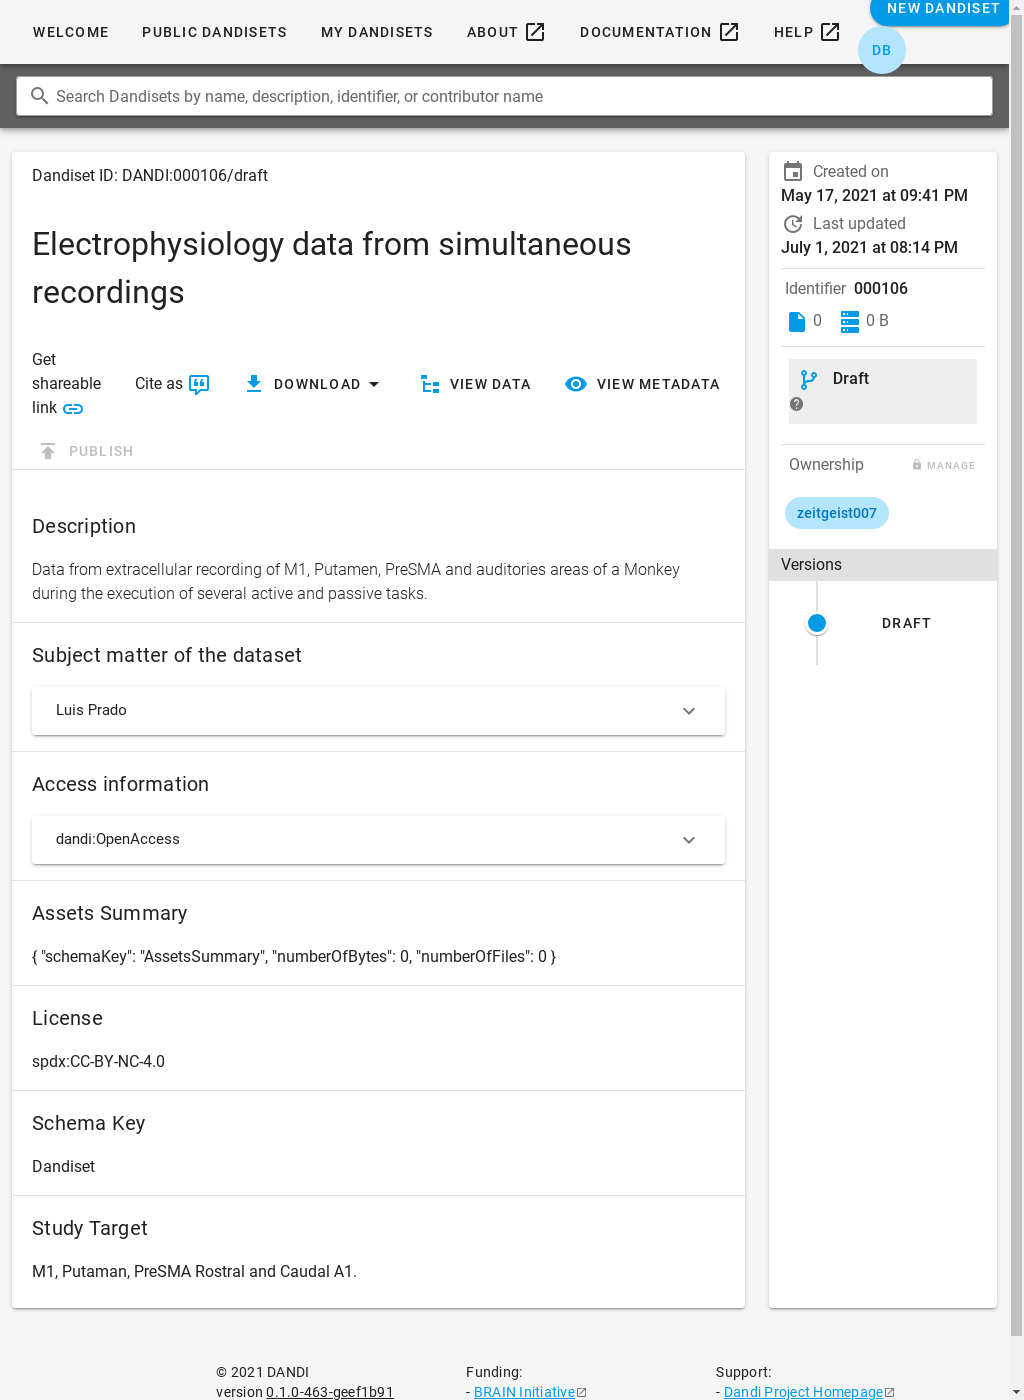 NEW DANDISET
WELCOME PUBLIC DANDISETS MY DANDISETS ABOUT DOCUMENTATION HELP
DB
Search Dandisets by name, description, identifier, or contributor name
Dandiset ID: DANDI:000106/draft
Electrophysiology data from simultaneous
recordings
Get
shareable
link
Cite as
DOWNLOAD
VIEW DATA
VIEW METADATA
PUBLISH
Description
Data from extracellular recording of M1, Putamen, PreSMA and auditories areas of a Monkey
during the execution of several active and passive tasks.
Subject matter of the dataset
Luis Prado
Access information
dandi:OpenAccess
Assets Summary
{ "schemaKey": "AssetsSummary", "numberOfBytes": 0, "numberOfFiles": 0 }
License
spdx:CC-BY-NC-4.0
Schema Key
Dandiset
Study Target
M1, Putaman, PreSMA Rostral and Caudal A1.
Created on
May 17, 2021 at 09:41 PM
Last updated
July 1, 2021 at 08:14 PM
Identifier 000106
0 0 B
Draft
Ownership MANAGE
zeitgeist007
Versions
DRAFT
© 2021 DANDI
version 0.1.0-463-geef1b91
Funding:
- BRAIN Initiative
Support:
- Dandi Project Homepage